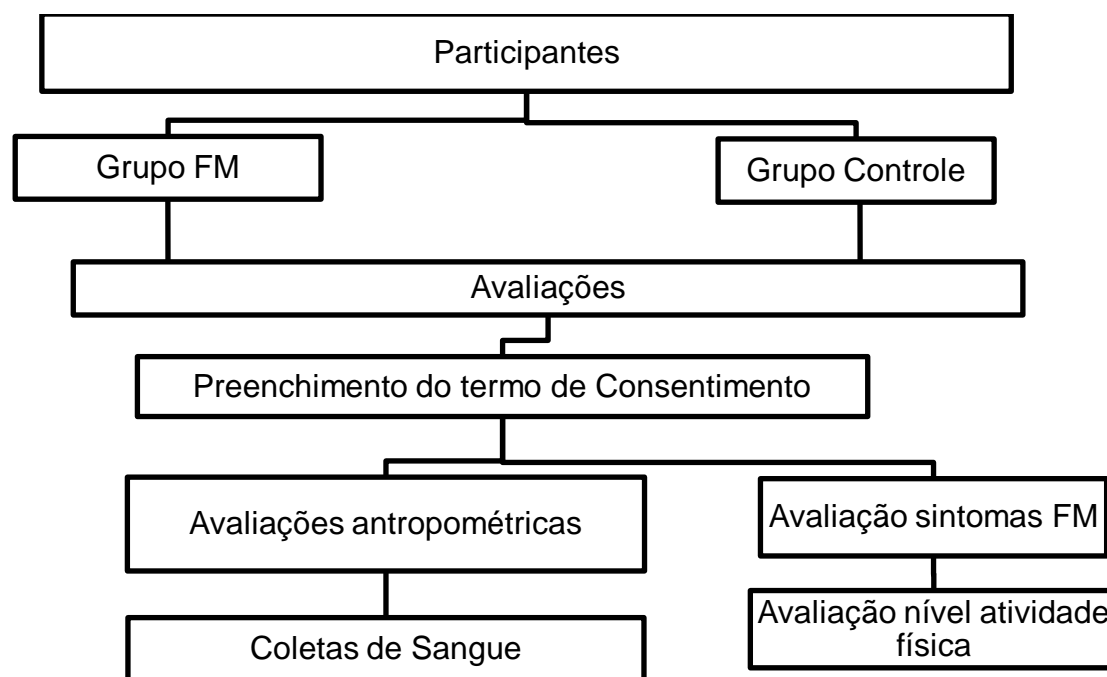 Participantes
Grupo FM
Grupo Controle
Avaliações
Preenchimento do termo de Consentimento
Avaliações antropométricas
Avaliação sintomas FM
Coletas de Sangue
Avaliação nível atividade
física